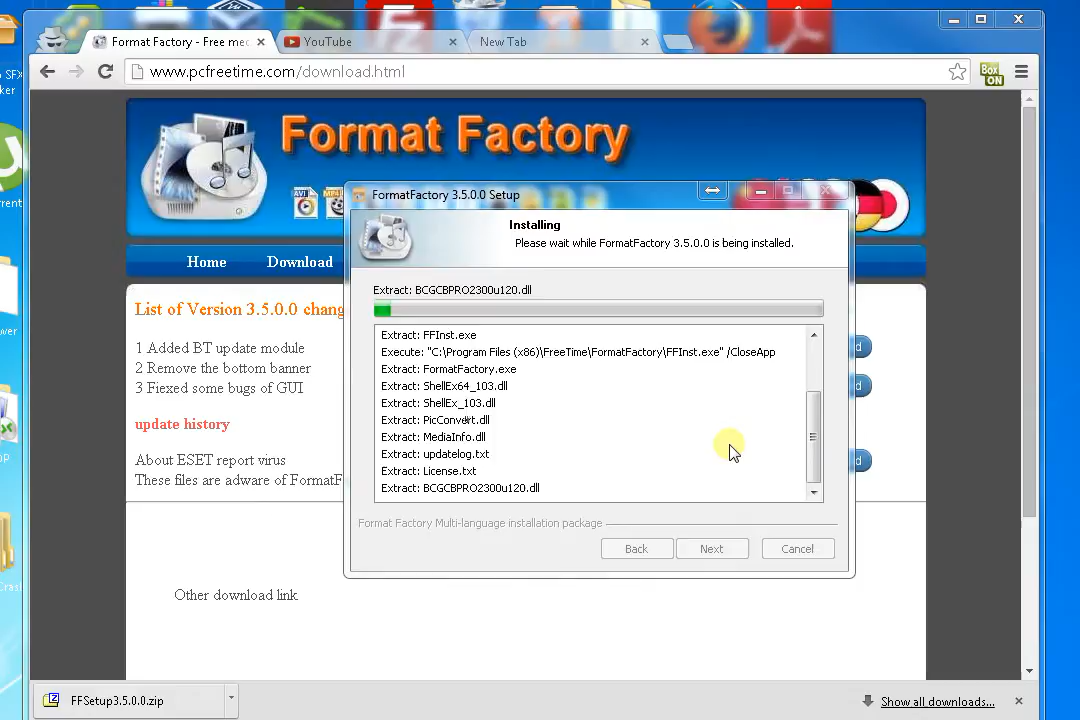 Format Factory - Free mec
YouTube
New Tab
www.pcfreetime.com/download.html
Box
ON
Format Factory
AVI
FormatFactory 3.5.0.0 Setup
Installing
Please wait while FormatFactory 3.5.0.0 is being installed.
Home
Download
List of Version 3.5.0.0 chang
1 Added BT update module
2 Remove the bottom banner
3 Fiexed some bugs of GUI
update history
About ESET report virus
These files are adware of FormatF
Other download link
Extract: BCGCBPRO2300u120.dll
Extract: FFInst.exe
Execute: "C:\Program Files (x86)\FreeTime\FormatFactory\FFInst.exe" /CloseApp
Extract: FormatFactory.exe
Extract: ShellEx64_103.dll
Extract: ShellEx_103.dll
Extract: PicConvert.dll
Extract: MediaInfo.dll
Extract: updatelog.txt
Extract: License.txt
Extract: BCGCBPRO2300u120.dll
Format Factory Multi-language installation package
Back
Next
Cancel
d
d
d
FFSetup3.5.0.0.zip
Show all downloads...